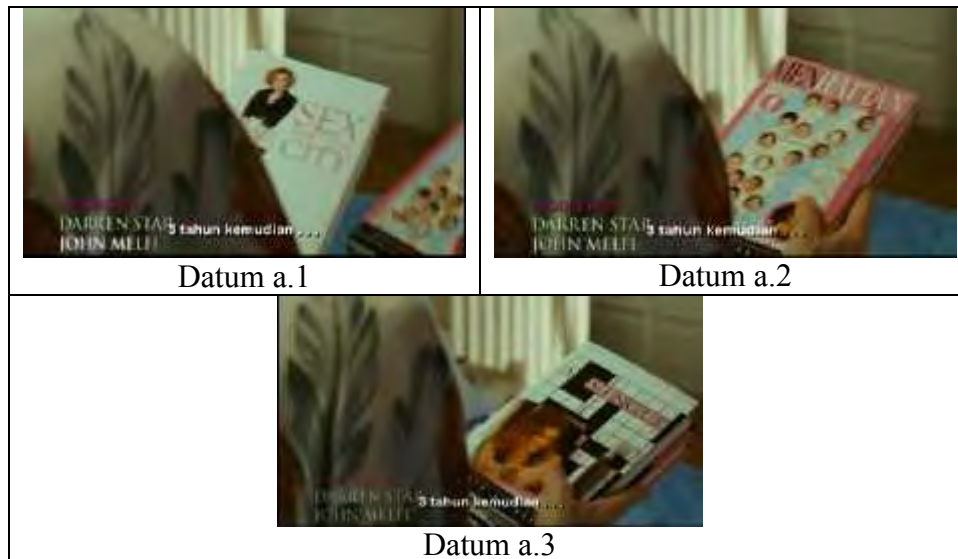 SEX
CITY
DARREN STAR
JOHN MELFI
3 tahun kemudian . . .
Datum a.1
MENHATTAN
DARREN STAR
JOHN MELFI
3 tahun kemudian . . .
Datum a.2
DARREN STAR
JOHN MELFI
3 tahun kemudian . . .
Datum a.3